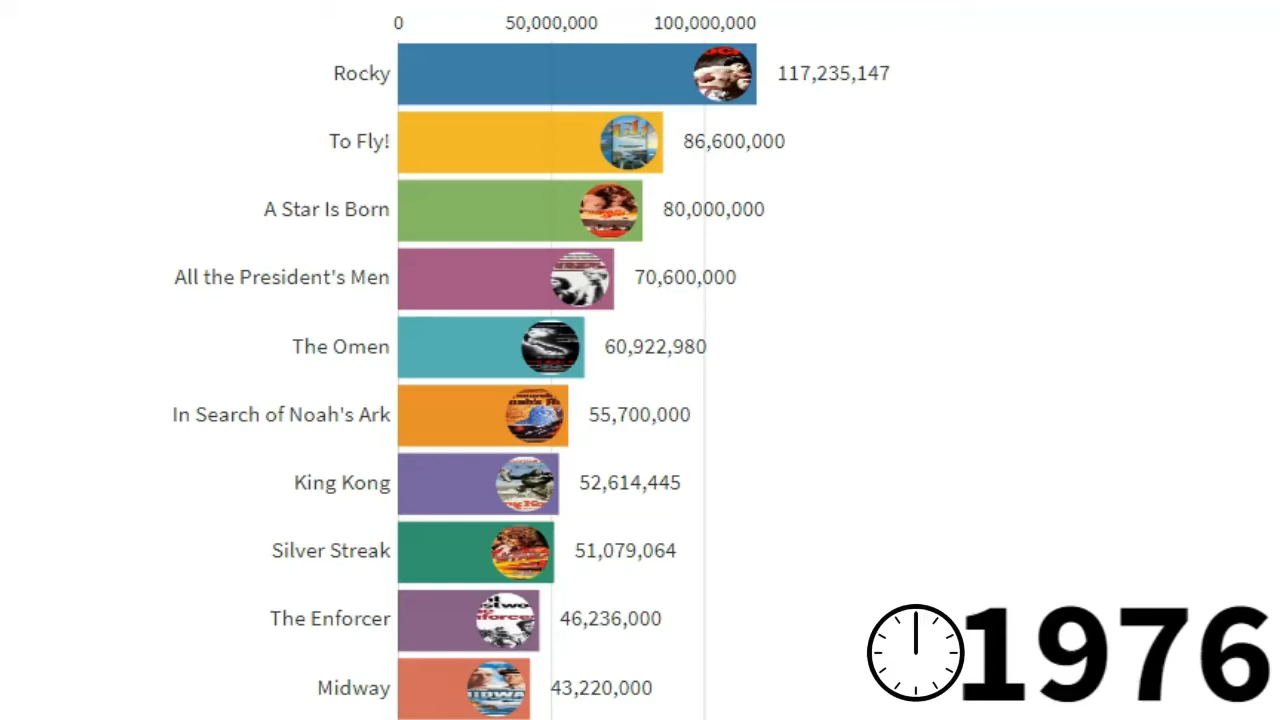 0 50,000,000 100,000,000
Rocky 117,235,147
To Fly! 86,600,000
A Star Is Born 80,000,000
All the President's Men 70,600,000
The Omen 60,922,980
In Search of Noah's Ark 55,700,000
King Kong 52,614,445
Silver Streak 51,079,064
The Enforcer 46,236,000
Midway 43,220,000
1976